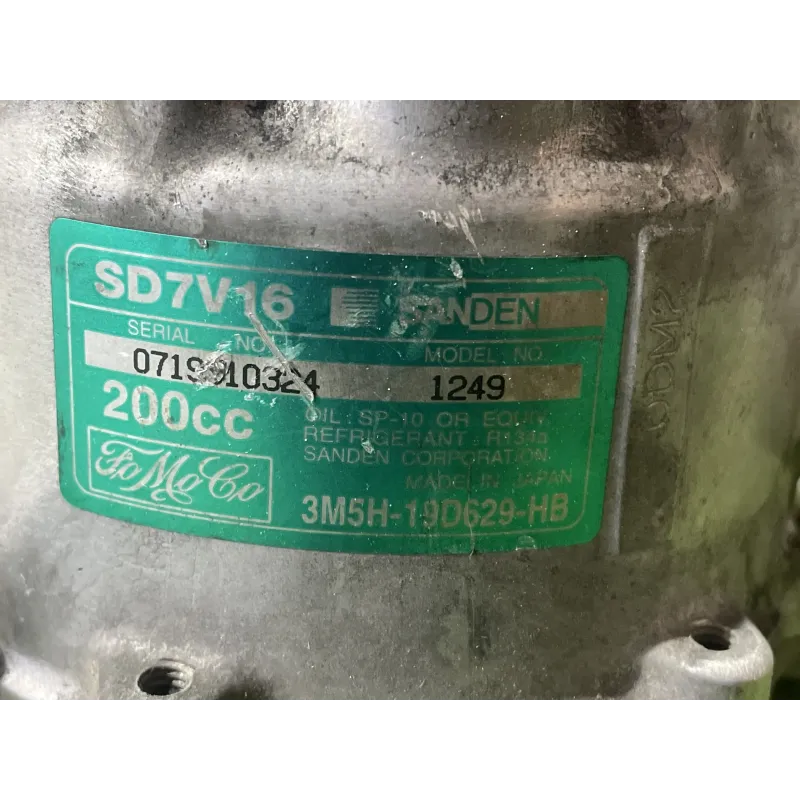 SD7V16 SANDEN
SERIAL NO.
MODEL NO.
1249
200cc
OIL SP-10 OR EQUIV.
REFRIGERANT R134a
SANDEN CORPORATION
MADE IN JAPAN
FoMoCo
3M5H-19D629-HB